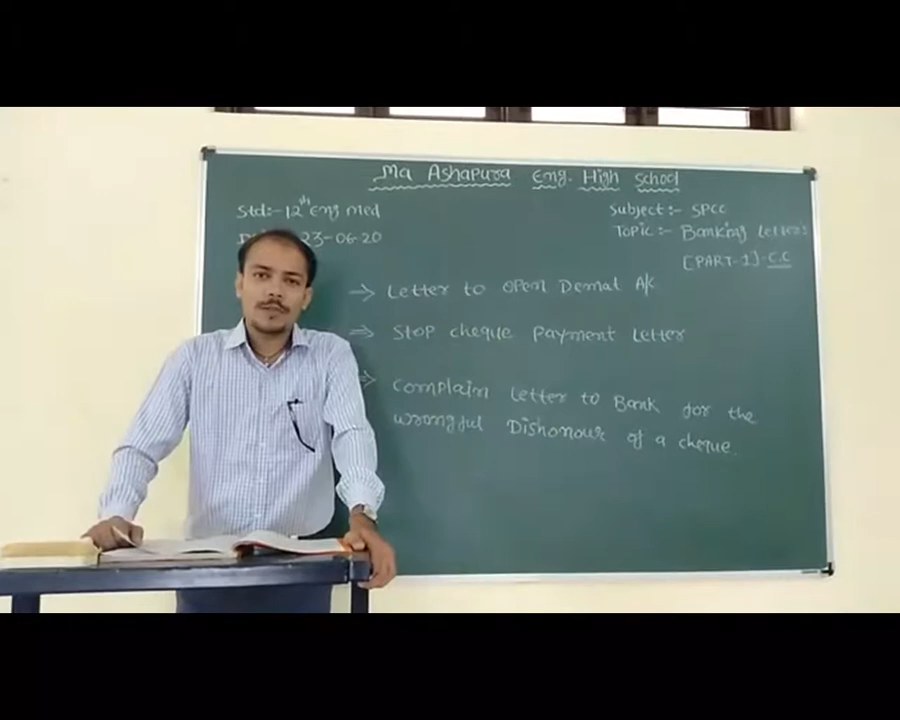 Ma Ashapura Eng. High School
Std:- 12th Eng Med
23-06-20
Subject:- SPCC
Topic:- Banking Letters
[PART-1]-C.C
→ Letter to open Demat A/c
→ Stop cheque payment Letter
→ Complain Letter to Bank for the
wrongful Dishonour of a cheque.